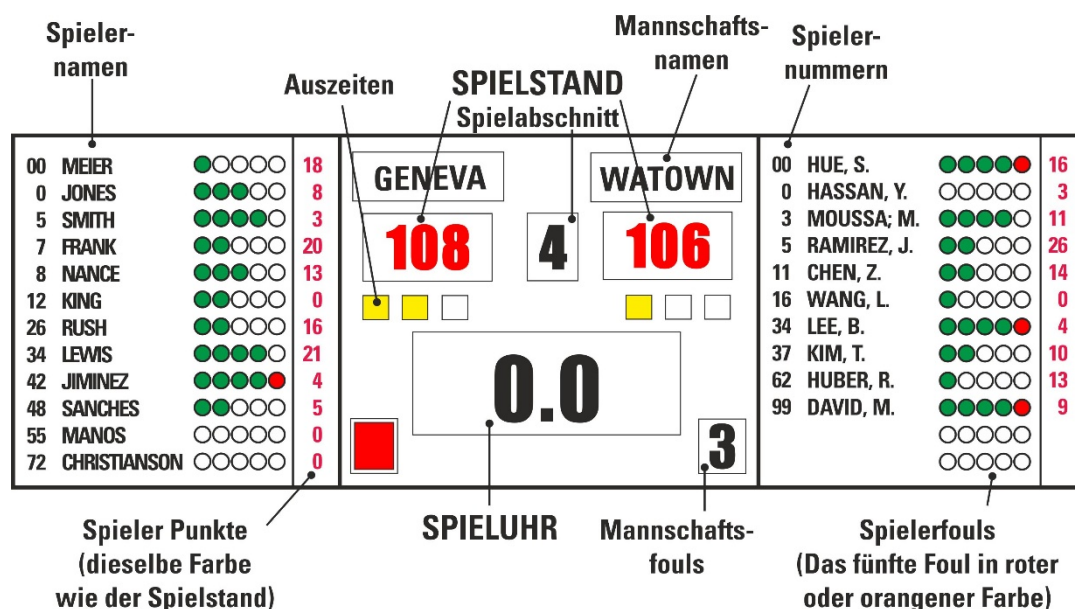 Spieler-
namen
Auszeiten
SPIELSTAND
Spielabschnitt
Mannschafts-
namen
Spieler-
nummern
00 MEIER 18
0 JONES 8
5 SMITH 3
7 FRANK 20
8 NANCE 13
12 KING 0
26 RUSH 16
34 LEWIS 21
42 JIMINEZ 4
48 SANCHES 5
55 MANOS 0
72 CHRISTIANSON 0
GENEVA
WATOWN
108
4
106
0.0
3
00 HUE, S. 16
0 HASSAN, Y. 3
3 MOUSSA; M. 11
5 RAMIREZ, J. 26
11 CHEN, Z. 14
16 WANG, L. 0
34 LEE, B. 4
37 KIM, T. 10
62 HUBER, R. 13
99 DAVID, M. 9
Spieler Punkte
(dieselbe Farbe
wie der Spielstand)
SPIELUHR
Mannschafts-
fouls
Spielerfouls
(Das fünfte Foul in roter
oder orangener Farbe)